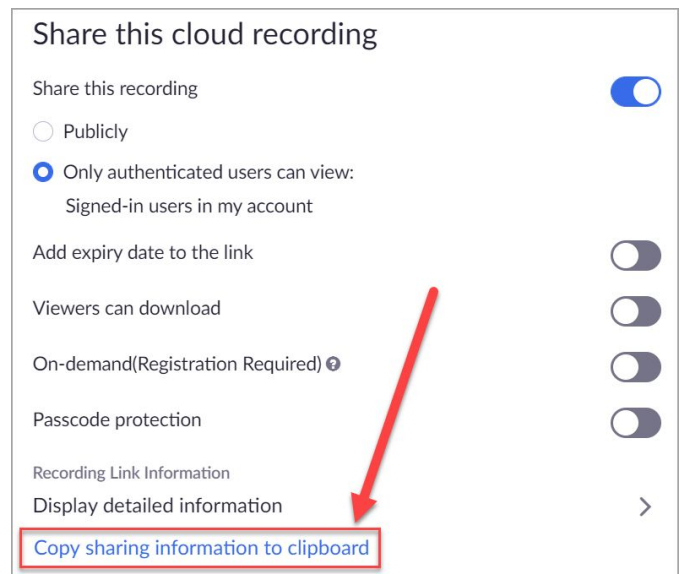 Share this cloud recording
Share this recording
Publicly
Only authenticated users can view:
Signed-in users in my account
Add expiry date to the link
Viewers can download
On-demand(Registration Required)
Passcode protection
Recording Link Information
Display detailed information
Copy sharing information to clipboard